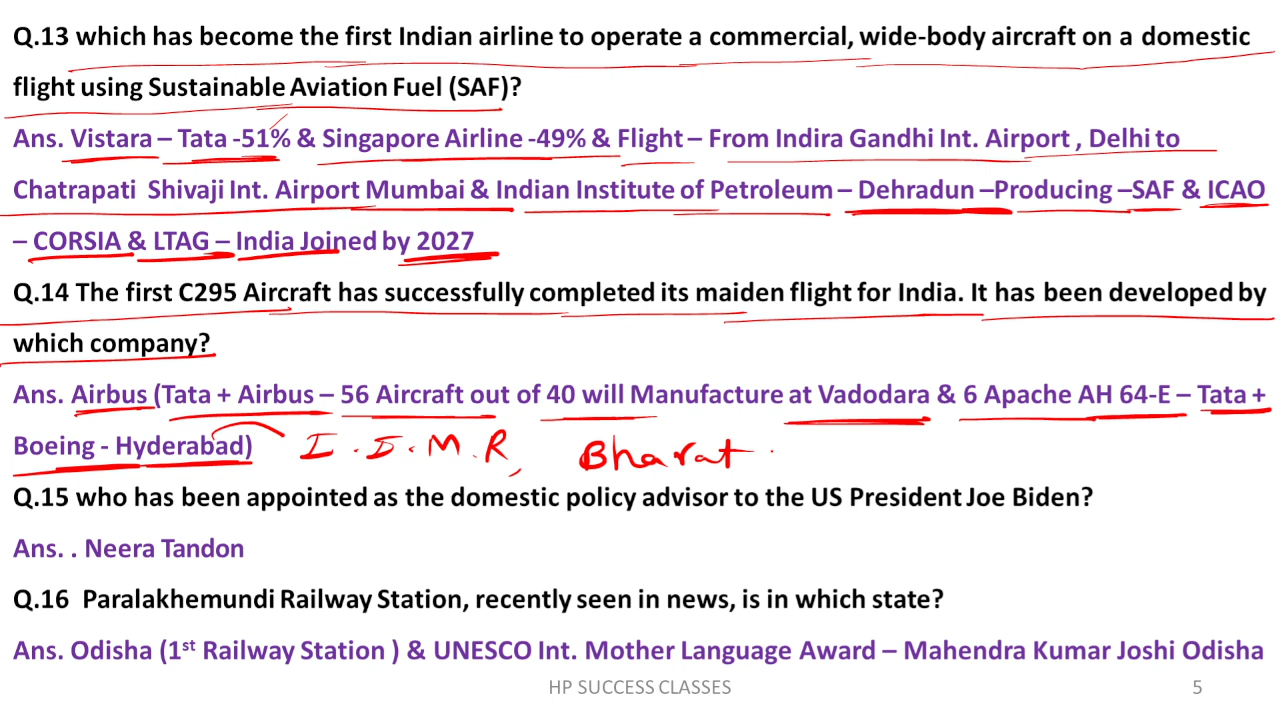 Q.13 which has become the first Indian airline to operate a commercial, wide-body aircraft on a domestic
flight using Sustainable Aviation Fuel (SAF)?
Ans. Vistara – Tata -51% & Singapore Airline -49% & Flight – From Indira Gandhi Int. Airport , Delhi to
Chatrapati Shivaji Int. Airport Mumbai & Indian Institute of Petroleum – Dehradun –Producing –SAF & ICAO
– CORSIA & LTAG – India Joined by 2027
Q.14 The first C295 Aircraft has successfully completed its maiden flight for India. It has been developed by
which company?
Ans. Airbus (Tata + Airbus – 56 Aircraft out of 40 will Manufacture at Vadodara & 6 Apache AH 64-E – Tata +
Boeing - Hyderabad) I.J.M.R, Bharat
Q.15 who has been appointed as the domestic policy advisor to the US President Joe Biden?
Ans. . Neera Tandon
Q.16 Paralakhemundi Railway Station, recently seen in news, is in which state?
Ans. Odisha (1st Railway Station ) & UNESCO Int. Mother Language Award – Mahendra Kumar Joshi Odisha
HP SUCCESS CLASSES 5